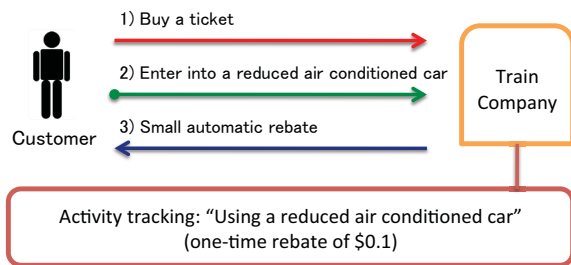 1) Buy a ticket
2) Enter into a reduced air conditioned car
3) Small automatic rebate
Customer
Train
Company
Activity tracking: “Using a reduced air conditioned car”
(one-time rebate of $0.1)